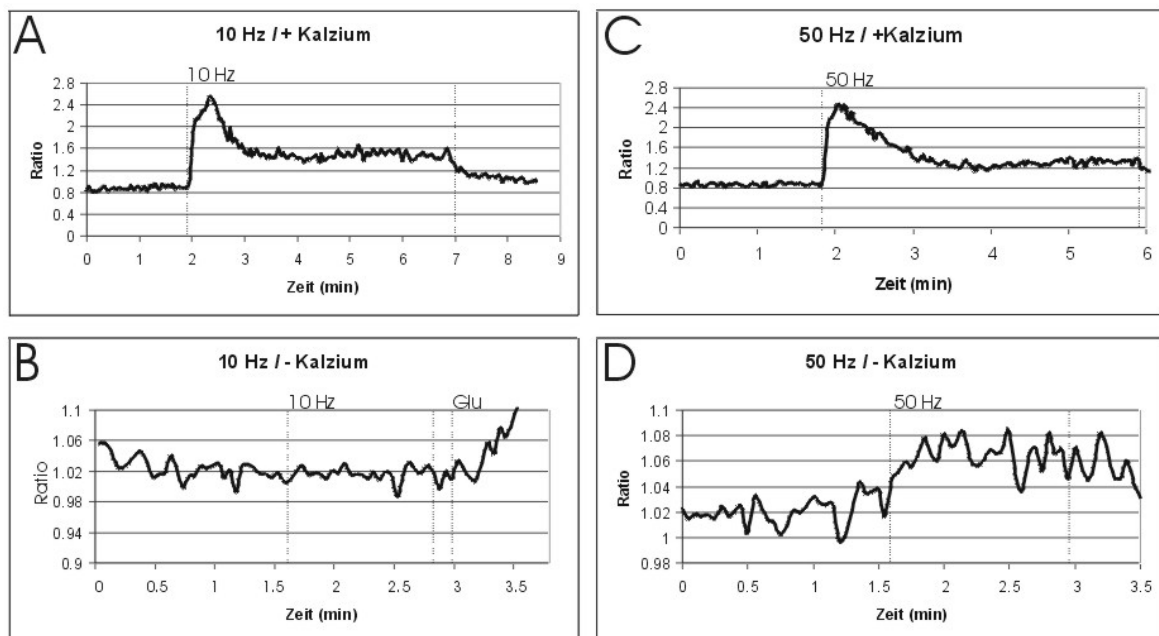 A
10 Hz / + Kalzium
10 Hz
2.8
2.4
2
1.6
1.2
0.8
0.4
0
Ratio
0 1 2 3 4 5 6 7 8 9
Zeit (min)
C
50 Hz / +Kalzium
50 Hz
2.8
2.4
2
1.6
1.2
0.8
0.4
0
Ratio
0 1 2 3 4 5 6
Zeit (min)
B
10 Hz / - Kalzium
10 Hz Glu
1.1
1.06
1.02
0.98
0.94
0.9
Ratio
0 0.5 1 1.5 2 2.5 3 3.5
Zeit (min)
D
50 Hz / - Kalzium
50 Hz
1.1
1.08
1.06
1.04
1.02
1
0.98
Ratio
0 0.5 1 1.5 2 2.5 3 3.5
Zeit (min)